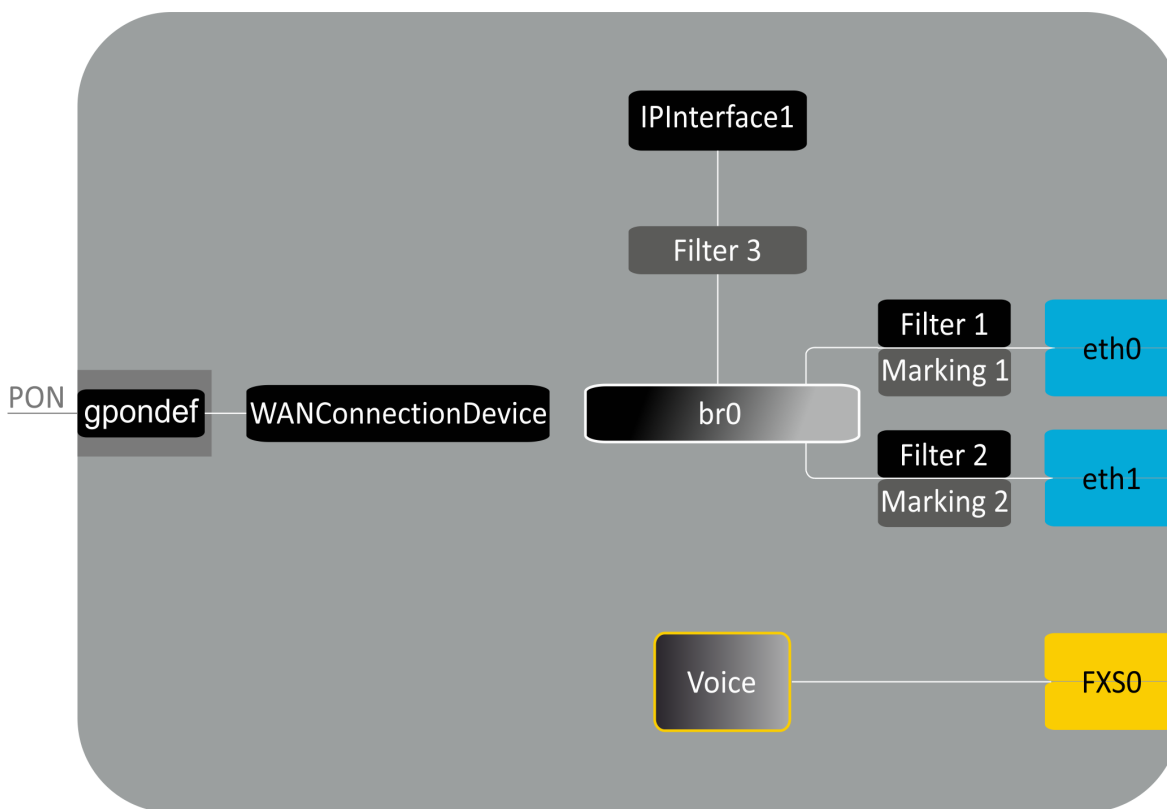 IPInterface1
Filter 3
Filter 1
Marking 1
eth0
PON
gpondef
WANConnectionDevice
br0
Filter 2
Marking 2
eth1
Voice
FXS0